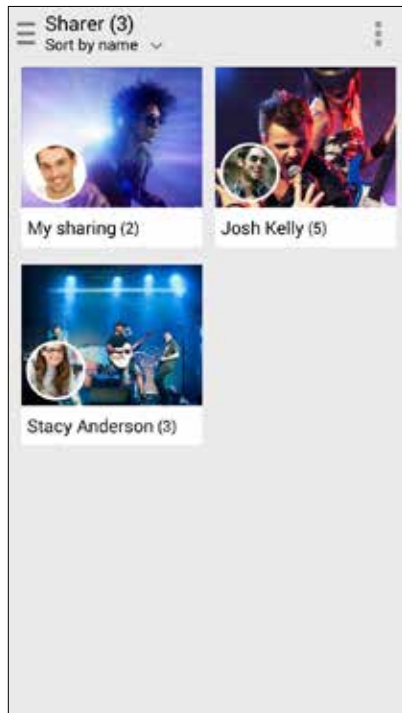 Sharer (3)
Sort by name
My sharing (2)
Josh Kelly (5)
Stacy Anderson (3)